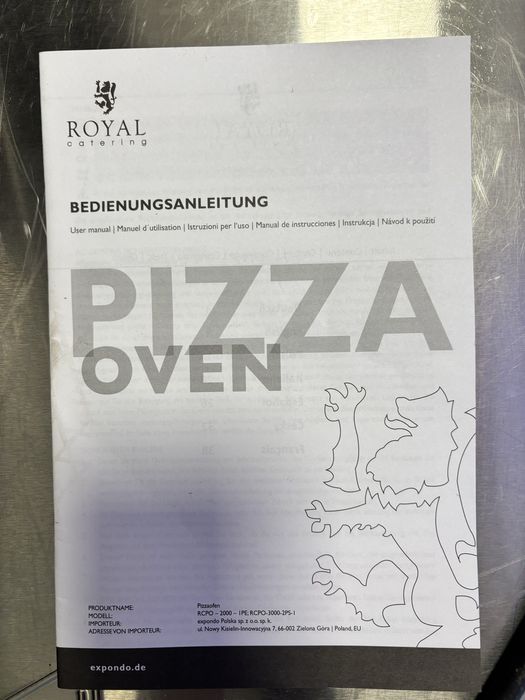 ROYAL
catering
BEDIENUNGSANLEITUNG
User manual | Manuel d´utilisation | Istruzioni per l'uso | Manual de instrucciones | Instrukcja | Návod k použití
PIZZA
OVEN
PRODUKTNAME: Pizzaofen
MODELL: RCPO – 2000 – 1PE; RCPO-3000-2PS-1
IMPORTEUR: expondo Polska sp. z o.o. sp. k.
ADRESSE VON IMPORTEUR: ul. Nowy Kisielin-Innowacyjna 7, 66-002 Zielona Góra | Poland, EU
expondo.de